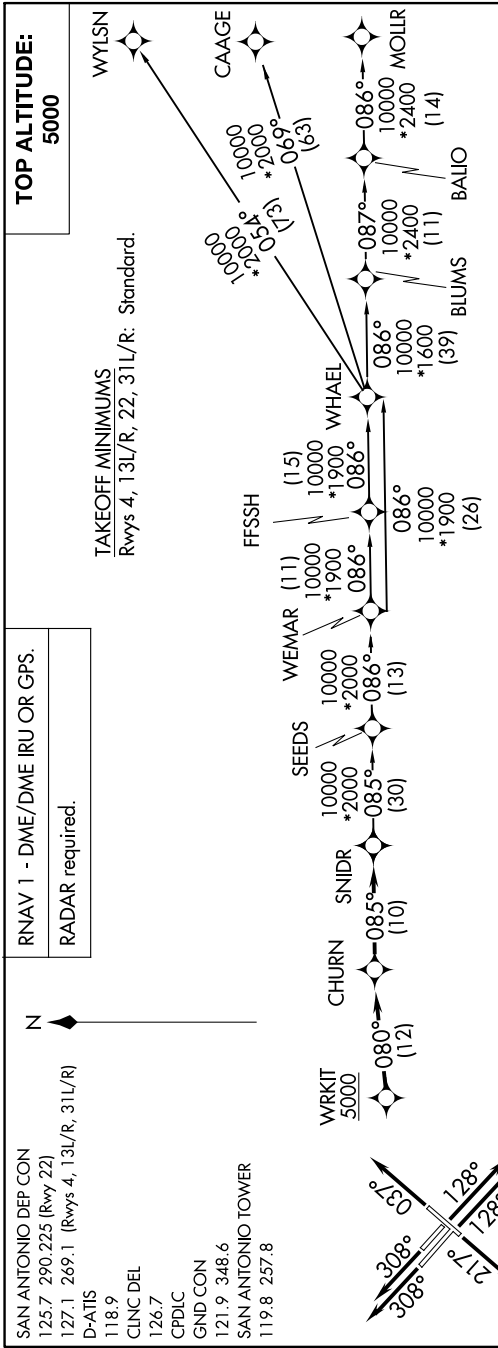 SAN ANTONIO DEP CON
125.7 290.225 (Rwy 22)
127.1 269.1 (Rwys 4, 13L/R, 31L/R)
D-ATIS
118.9
CLNC DEL
126.7
CPDLC
GND CON
121.9 348.6
SAN ANTONIO TOWER
119.8 257.8
N
RNAV 1 - DME/DME IRU OR GPS.
RADAR required.
TOP ALTITUDE:
5000
TAKEOFF MINIMUMS
Rwys 4, 13L/R, 22, 31L/R: Standard.
WYLSN
10000
*2000
054°
(73)
CAAGE
10000
*2000
069°
(63)
MOLLR
086°
10000
*2400
(14)
BALIO
087°
10000
*2400
(11)
BLUMS
086°
10000
*1600
(39)
WHAEL
(15)
10000
*1900
086°
FFSSH
(11)
10000
*1900
086°
086°
10000
*1900
(26)
WEMAR
10000
*2000
086°
(13)
SEEDS
10000
*2000
085°
(30)
SNIDR
085°
(10)
CHURN
080°
(12)
WRKIT
5000
037°
308°
308°
128°
128°
217°